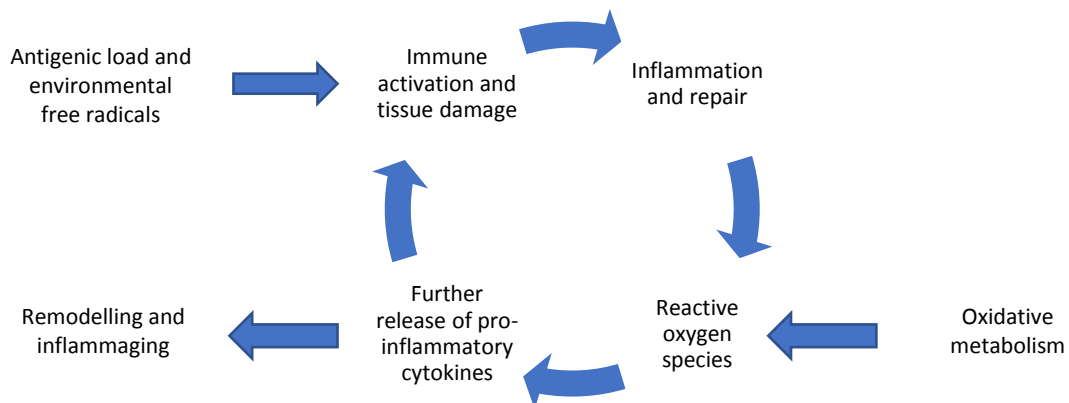 Antigenic load and
environmental
free radicals
Immune
activation and
tissue damage
Inflammation
and repair
Remodelling and
inflammaging
Further
release of pro-
inflammatory
cytokines
Reactive
oxygen
species
Oxidative
metabolism